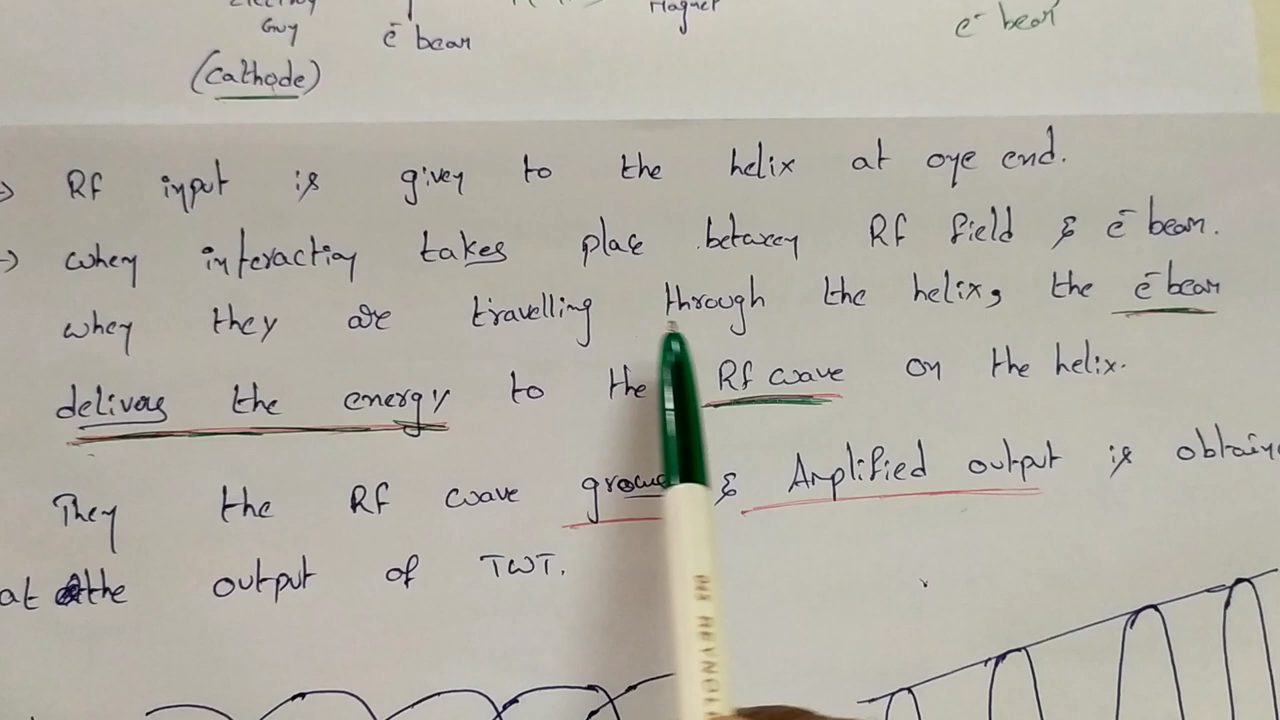 Gun
e⁻ beam
Magnet
e⁻ beam
(Cathode)
→ RF input is given to the helix at one end.
→ when interaction takes place between RF field & e⁻ beam.
when they are travelling through the helix, the e⁻ beam
delivers the energy to the RF wave on the helix.
Then the RF wave grows & Amplified output is
at the output of TWT.
REYNOL